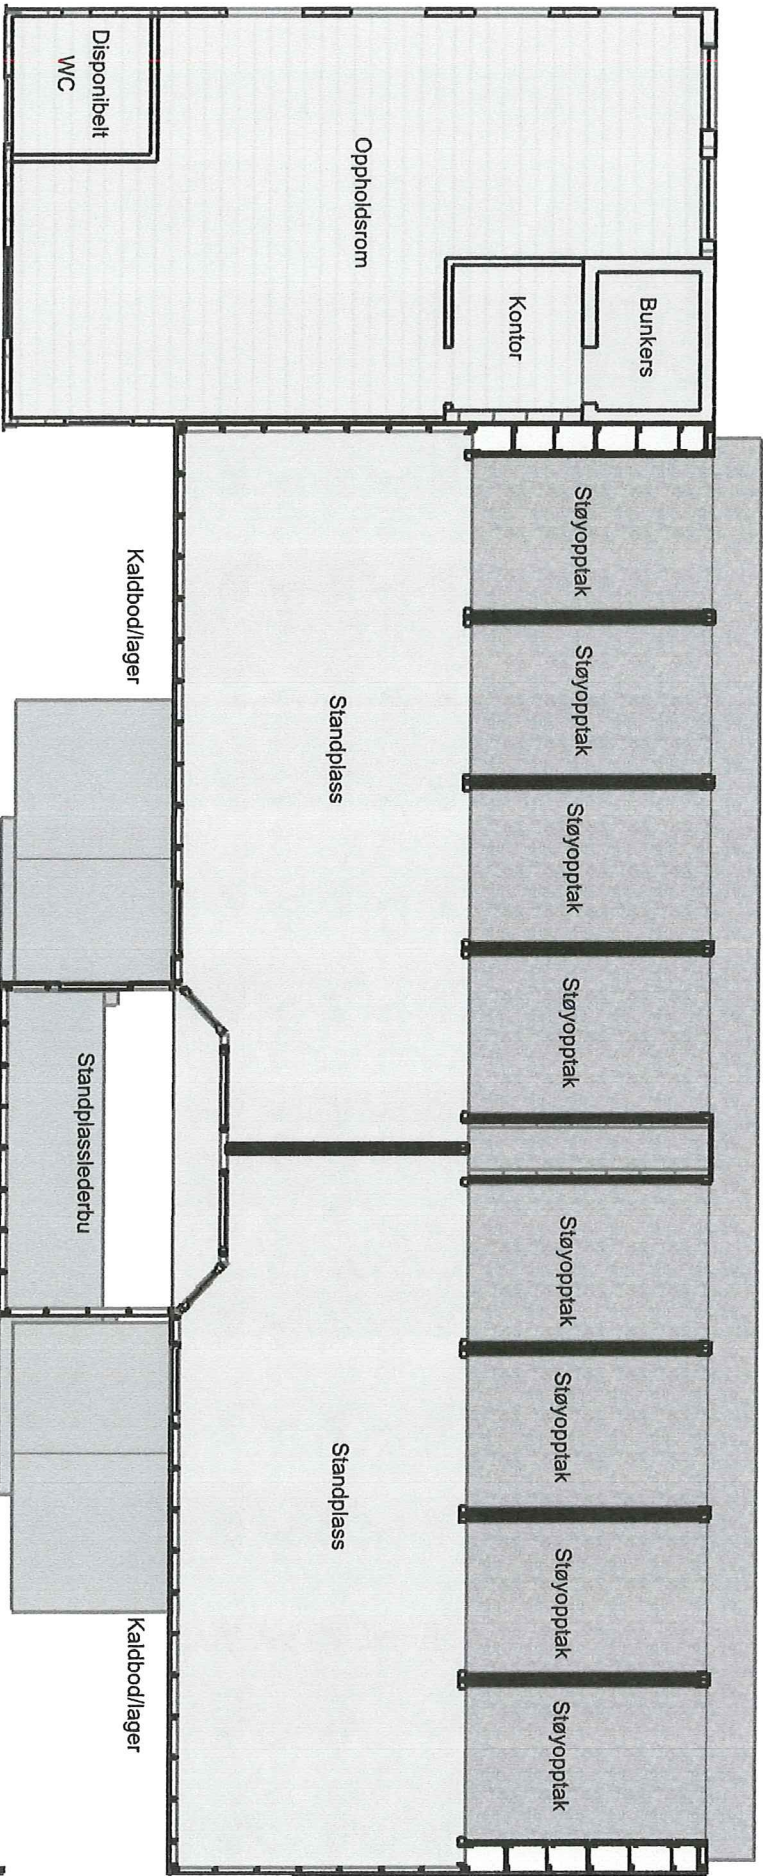 Disponibelt
WC
Oppholdsrom
Kontor
Bunkers
Støyopptak
Støyopptak
Støyopptak
Støyopptak
Støyopptak
Støyopptak
Støyopptak
Støyopptak
Standplass
Standplass
Kaldbod/lager
Standplasslederbu
Kaldbod/lager